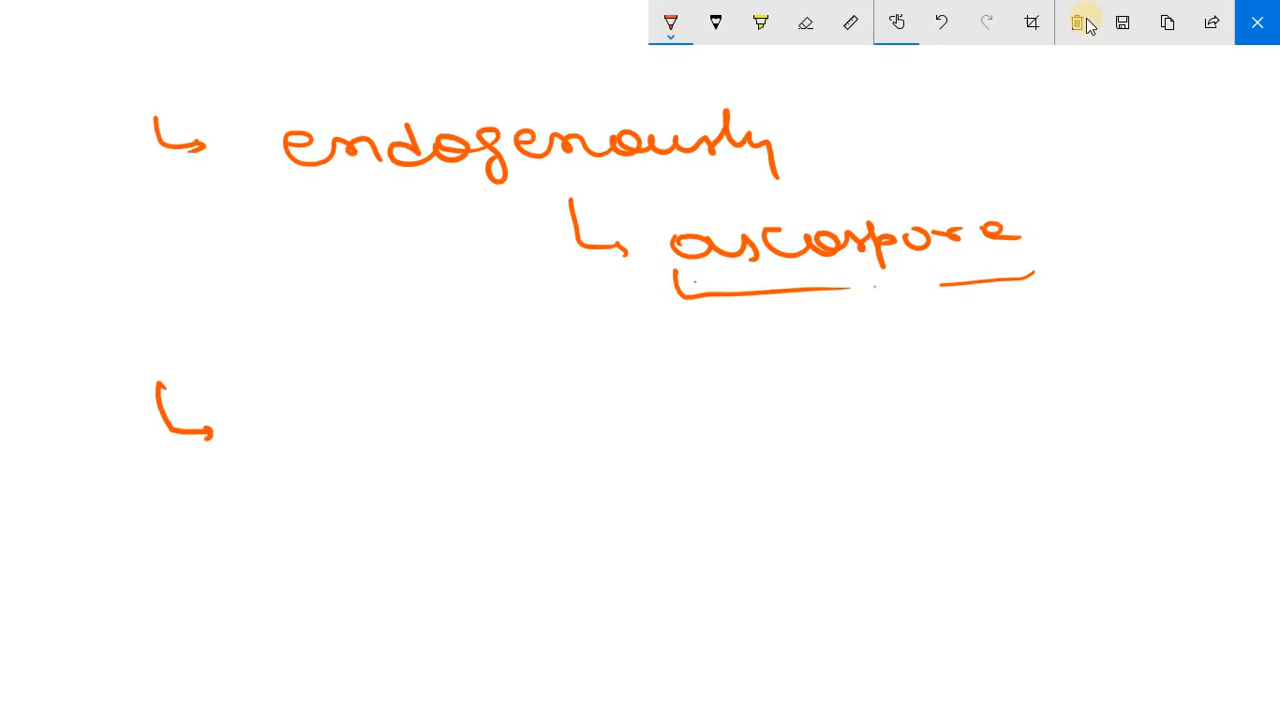 ↳ endogenously
↳ ascospore
↳